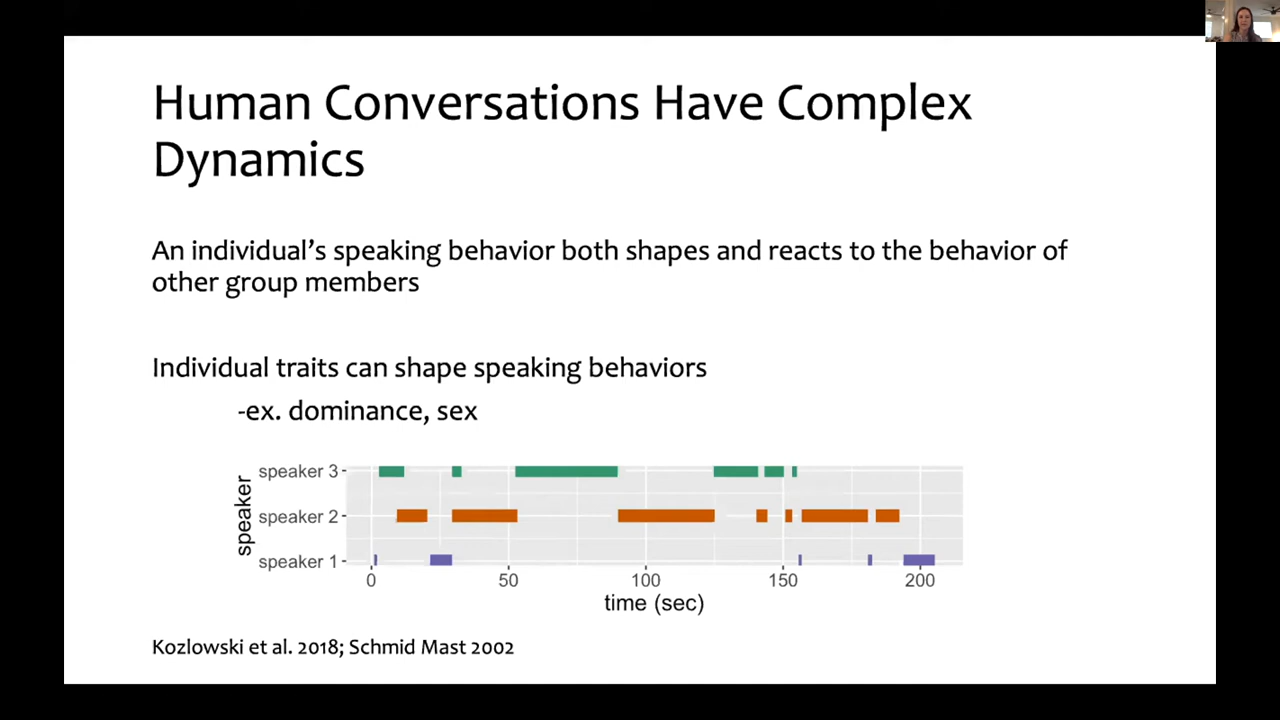 Human Conversations Have Complex
Dynamics
An individual’s speaking behavior both shapes and reacts to the behavior of
other group members
Individual traits can shape speaking behaviors
-ex. dominance, sex
speaker
speaker 3
speaker 2
speaker 1
0 50 100 150 200
time (sec)
Kozlowski et al. 2018; Schmid Mast 2002